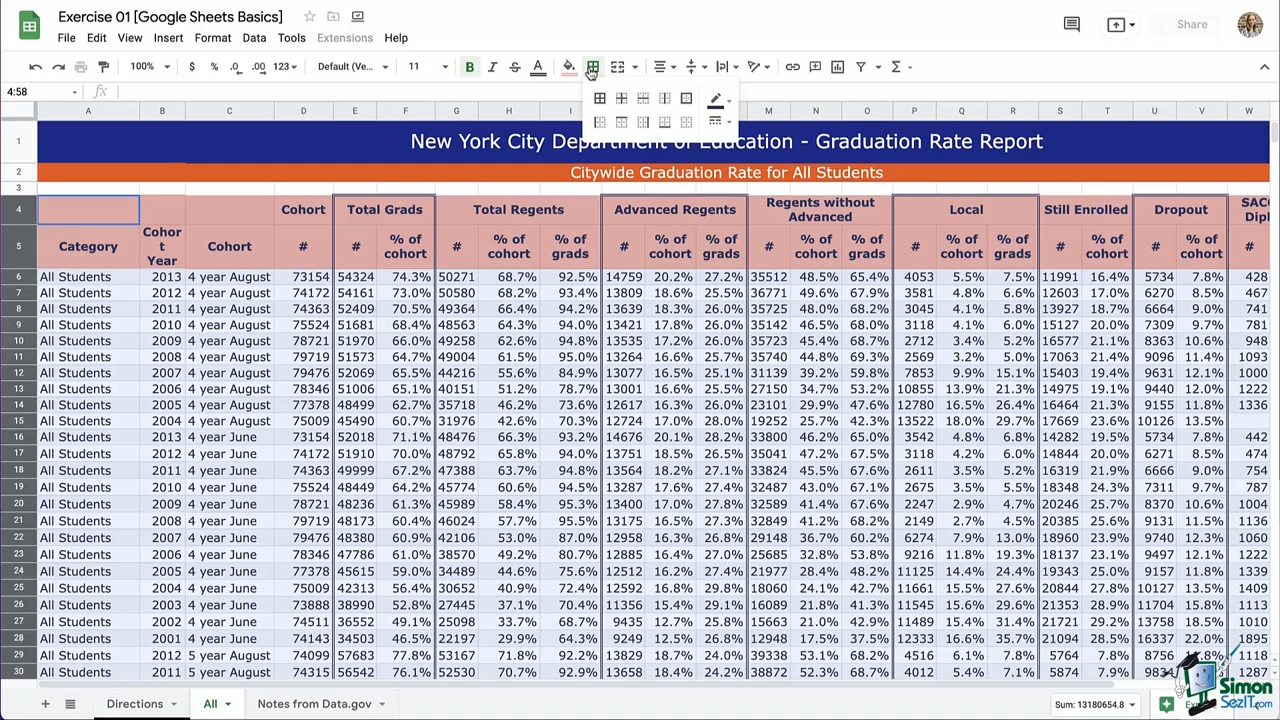 Exercise 01 [Google Sheets Basics]
File Edit View Insert Format Data Tools Extensions Help
Share
100% $ % .0 .00 123 Default (Ve... 11 B I S A Σ
4:58 fx
A B C D E F G H I M N O P Q R S T U V W
1 New York City Department of Education - Graduation Rate Report
2 Citywide Graduation Rate for All Students
3
4 Cohort Total Grads Total Regents Advanced Regents Regents without Advanced Local Still Enrolled Dropout
5 Category Cohort Year Cohort # # % of cohort # % of cohort % of grads # % of cohort % of grads # % of cohort % of grads # % of cohort % of grads # % of cohort # % of cohort #
6 All Students 2013 4 year August 73154 54324 74.3% 50271 68.7% 92.5% 14759 20.2% 27.2% 35512 48.5% 65.4% 4053 5.5% 7.5% 11991 16.4% 5734 7.8% 428
7 All Students 2012 4 year August 74172 54161 73.0% 50580 68.2% 93.4% 13809 18.6% 25.5% 36771 49.6% 67.9% 3581 4.8% 6.6% 12603 17.0% 6270 8.5% 467
8 All Students 2011 4 year August 74363 52409 70.5% 49364 66.4% 94.2% 13639 18.3% 26.0% 35725 48.0% 68.2% 3045 4.1% 5.8% 13927 18.7% 6664 9.0% 741
9 All Students 2010 4 year August 75524 51681 68.4% 48563 64.3% 94.0% 13421 17.8% 26.0% 35142 46.5% 68.0% 3118 4.1% 6.0% 15127 20.0% 7309 9.7% 781
10 All Students 2009 4 year August 78721 51970 66.0% 49258 62.6% 94.8% 13535 17.2% 26.0% 35723 45.4% 68.7% 2712 3.4% 5.2% 16577 21.1% 8363 10.6% 948
11 All Students 2008 4 year August 79719 51573 64.7% 49004 61.5% 95.0% 13264 16.6% 25.7% 35740 44.8% 69.3% 2569 3.2% 5.0% 17063 21.4% 9096 11.4% 1093
12 All Students 2007 4 year August 79476 52069 65.5% 44216 55.6% 84.9% 13077 16.5% 25.1% 31139 39.2% 59.8% 7853 9.9% 15.1% 15403 19.4% 9631 12.1% 1000
13 All Students 2006 4 year August 78346 51006 65.1% 40151 51.2% 78.7% 13001 16.6% 25.5% 27150 34.7% 53.2% 10855 13.9% 21.3% 14975 19.1% 9440 12.0% 1222
14 All Students 2005 4 year August 77378 48499 62.7% 35718 46.2% 73.6% 12617 16.3% 26.0% 23101 29.9% 47.6% 12780 16.5% 26.4% 16464 21.3% 9155 11.8% 1336
15 All Students 2004 4 year August 75009 45490 60.7% 31976 42.6% 70.3% 12724 17.0% 28.0% 19252 25.7% 42.3% 13522 18.0% 29.7% 17669 23.6% 10126 13.5%
16 All Students 2013 4 year June 73154 52018 71.1% 48476 66.3% 93.2% 14676 20.1% 28.2% 33800 46.2% 65.0% 3542 4.8% 6.8% 14282 19.5% 5734 7.8% 442
17 All Students 2012 4 year June 74172 51910 70.0% 48792 65.8% 94.0% 13751 18.5% 26.5% 35041 47.2% 67.5% 3118 4.2% 6.0% 14844 20.0% 6271 8.5% 474
18 All Students 2011 4 year June 74363 49999 67.2% 47388 63.7% 94.8% 13564 18.2% 27.1% 33824 45.5% 67.6% 2611 3.5% 5.2% 16319 21.9% 6666 9.0% 754
19 All Students 2010 4 year June 75524 48449 64.2% 45774 60.6% 94.5% 13287 17.6% 27.4% 32487 43.0% 67.1% 2675 3.5% 5.5% 18348 24.3% 7311 9.7% 787
20 All Students 2009 4 year June 78721 48236 61.3% 45989 58.4% 95.3% 13400 17.0% 27.8% 32589 41.4% 67.6% 2247 2.9% 4.7% 20246 25.7% 8370 10.6% 1004
21 All Students 2008 4 year June 79719 48173 60.4% 46024 57.7% 95.5% 13175 16.5% 27.3% 32849 41.2% 68.2% 2149 2.7% 4.5% 20385 25.6% 9131 11.5% 1136
22 All Students 2007 4 year June 79476 48380 60.9% 42106 53.0% 87.0% 12958 16.3% 26.8% 29148 36.7% 60.2% 6274 7.9% 13.0% 18960 23.9% 9740 12.3% 1060
23 All Students 2006 4 year June 78346 47786 61.0% 38570 49.2% 80.7% 12885 16.4% 27.0% 25685 32.8% 53.8% 9216 11.8% 19.3% 18137 23.1% 9497 12.1% 1222
24 All Students 2005 4 year June 77378 45615 59.0% 34489 44.6% 75.6% 12512 16.2% 27.4% 21977 28.4% 48.2% 11125 14.4% 24.4% 19343 25.0% 9157 11.8% 1339
25 All Students 2004 4 year June 75009 42313 56.4% 30652 40.9% 72.4% 12592 16.8% 29.8% 18060 24.1% 42.7% 11661 15.5% 27.6% 20844 27.8% 10127 13.5% 1409
26 All Students 2003 4 year June 73888 38990 52.8% 27445 37.1% 70.4% 11356 15.4% 29.1% 16089 21.8% 41.3% 11545 15.6% 29.6% 21353 28.9% 11704 15.8% 1113
27 All Students 2002 4 year June 74511 36552 49.1% 25098 33.7% 68.7% 9435 12.7% 25.8% 15663 21.0% 42.9% 11489 15.4% 31.4% 21721 29.2% 13758 18.5% 1010
28 All Students 2001 4 year June 74143 34503 46.5% 22197 29.9% 64.3% 9249 12.5% 26.8% 12948 17.5% 37.5% 12333 16.6% 35.7% 21094 28.5% 16337 22.0% 1895
29 All Students 2012 5 year August 74099 57683 77.8% 53167 71.8% 92.2% 13829 18.7% 24.0% 39338 53.1% 68.2% 4516 6.1% 7.8% 5764 7.8% 8756 1118
30 All Students 2011 5 year August 74315 56542 76.1% 52530 70.7% 92.9% 13658 18.4% 24.2% 38872 52.3% 68.7% 4012 5.4% 7.1% 5874 7.9%
Directions All Notes from Data.gov Sum: 13180654.8
Simon SezIT.com